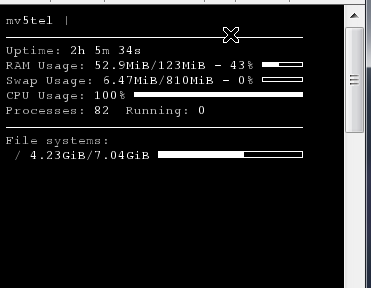 mv5tel |
Uptime: 2h 5m 34s
RAM Usage: 52.9MiB/123MiB - 43%
Swap Usage: 6.47MiB/810MiB - 0%
CPU Usage: 100%
Processes: 82  Running: 0
File systems:
/ 4.23GiB/7.04GiB